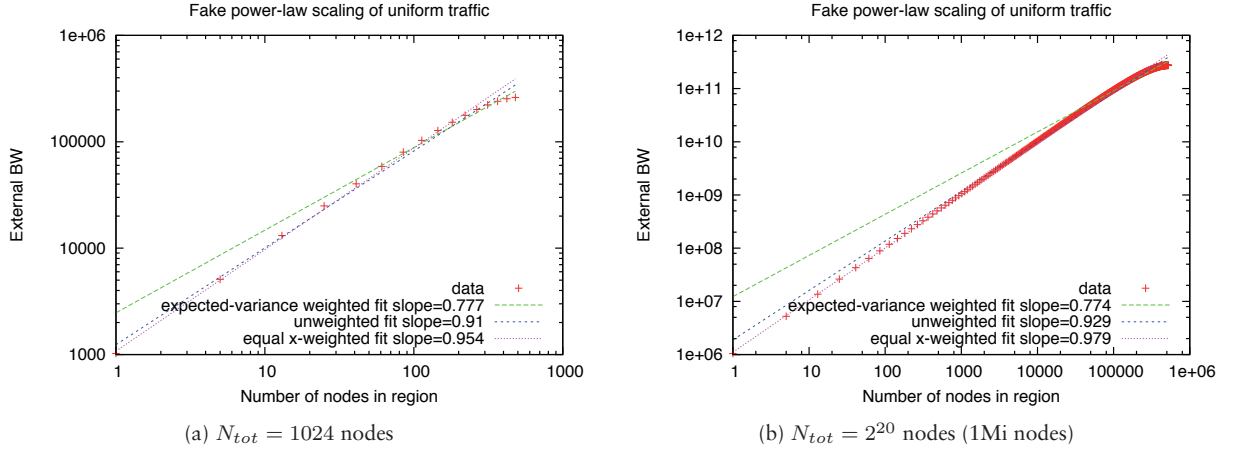 Fake power-law scaling of uniform traffic
1e+06
100000
10000
1000
External BW
data
expected-variance weighted fit slope=0.777
unweighted fit slope=0.91
equal x-weighted fit slope=0.954
1 10 100 1000
Number of nodes in region
(a) N_{tot} = 1024 nodes
Fake power-law scaling of uniform traffic
1e+12
1e+11
1e+10
1e+09
1e+08
1e+07
1e+06
External BW
data
expected-variance weighted fit slope=0.774
unweighted fit slope=0.929
equal x-weighted fit slope=0.979
1 10 100 1000 10000 100000 1e+06
Number of nodes in region
(b) N_{tot} = 2^{20} nodes (1Mi nodes)